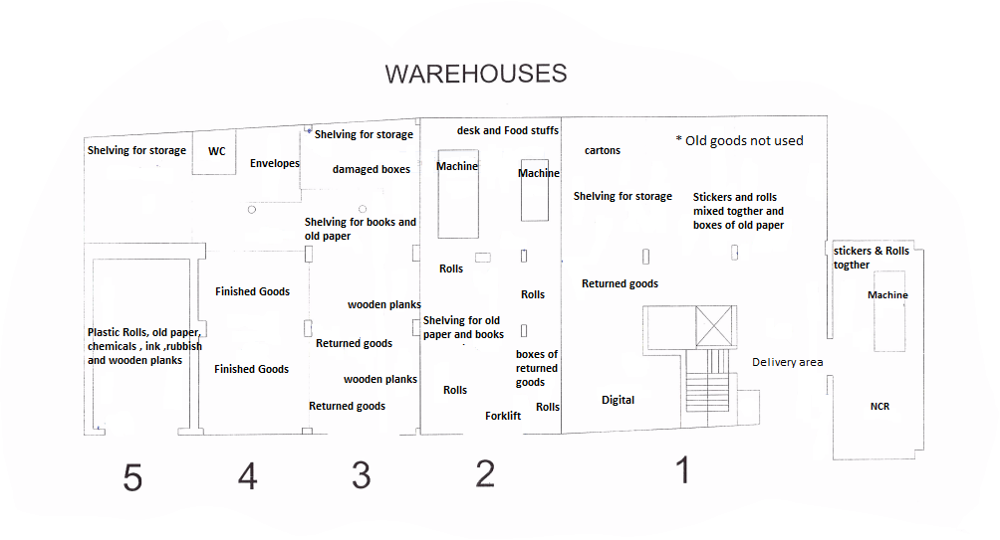 WAREHOUSES
Shelving for storage
WC
Envelopes
Shelving for storage
damaged boxes
Shelving for books and
old paper
desk and Food stuffs
Machine
Machine
cartons
* Old goods not used
Shelving for storage
Stickers and rolls
mixed togther and
boxes of old paper
stickers & Rolls
togther
Machine
Finished Goods
wooden planks
Rolls
Rolls
Returned goods
Plastic Rolls, old paper,
chemicals , ink ,rubbish
and wooden planks
Finished Goods
Returned goods
wooden planks
Returned goods
Shelving for old
paper and books
boxes of
returned
goods
Rolls
Rolls
Forklift
Digital
Delivery area
NCR
5
4
3
2
1